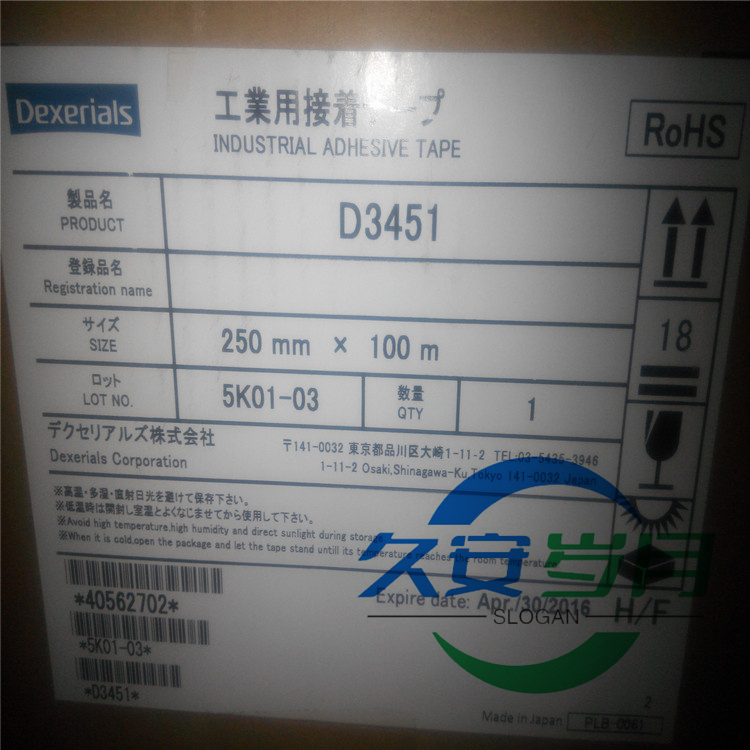 Dexerials
工業用接着テープ
INDUSTRIAL ADHESIVE TAPE
RoHS
製品名
PRODUCT
D3451
登録品名
Registration name
サイズ
SIZE
250 mm × 100 m
18
ロット
LOT NO.
5K01-03
数量
QTY
1
デクセリアルズ株式会社
Dexerials Corporation
〒141-0032 東京都品川区大崎1-11-2 TEL:03-5435-3946
1-11-2 Osaki,Shinagawa-Ku,Tokyo 141-0032 Japan
※高温・多湿・直射日光を避けて保存下さい。
※低温時は開封し室温とよくなじませてから使用して下さい。
※Avoid high temperature,high humidity and direct sunlight during storage
※When it is cold.open the package and let the tape stand untill its temperature reaches the room temperature
久安岁月
SLOGAN
*40562702*
Expire date: Apr./30/2016
H/F
*5K01-03*
*D3451*
2
Made in Japan
PLB-0061